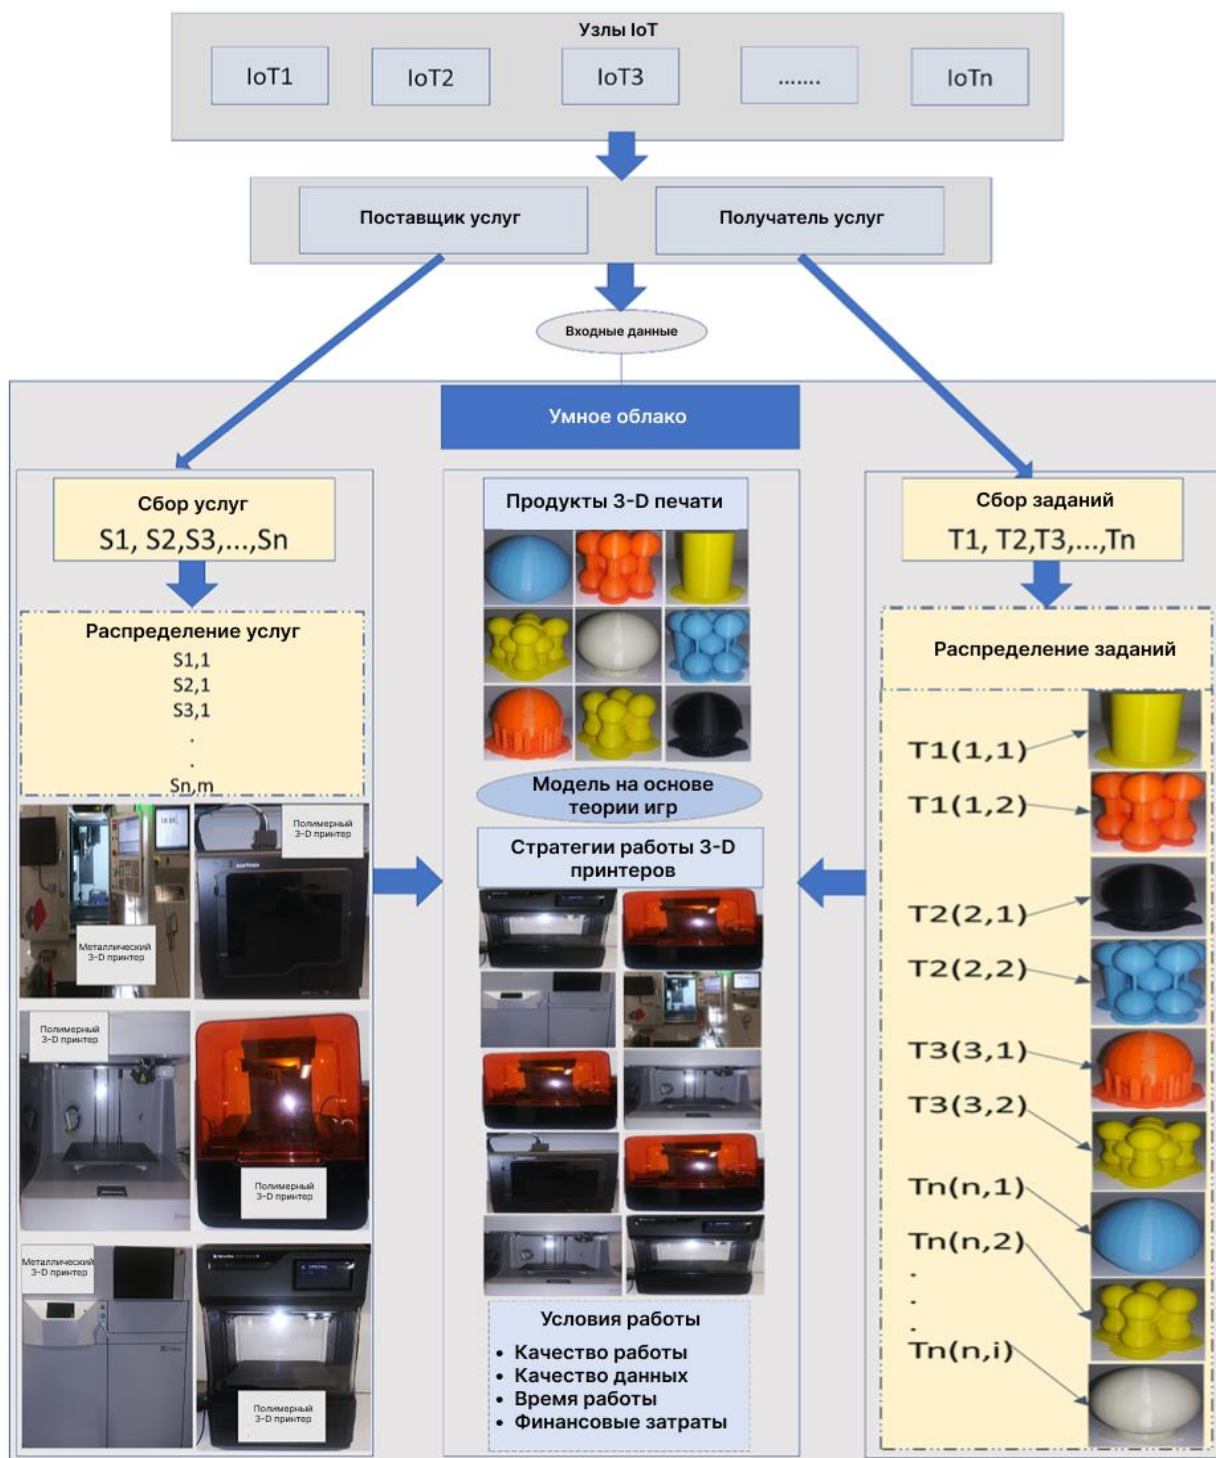 Узлы IoT
IoT1
IoT2
IoT3
.......
IoTn
Поставщик услуг
Получатель услуг
Входные данные
Умное облако
Сбор услуг
S1, S2,S3,...,Sn
Распределение услуг
S1,1
S2,1
S3,1
.
.
Sn,m
Металлический
3-D принтер
Полимерный
3-D принтер
Полимерный
3-D принтер
Полимерный
3-D принтер
Металлический
3-D принтер
Полимерный
3-D принтер
Продукты 3-D печати
Модель на основе
теории игр
Стратегии работы 3-D
принтеров
Условия работы
• Качество работы
• Качество данных
• Время работы
• Финансовые затраты
Сбор заданий
T1, T2,T3,...,Tn
Распределение заданий
T1(1,1)
T1(1,2)
T2(2,1)
T2(2,2)
T3(3,1)
T3(3,2)
Tn(n,1)
Tn(n,2)
.
.
.
Tn(n,i)